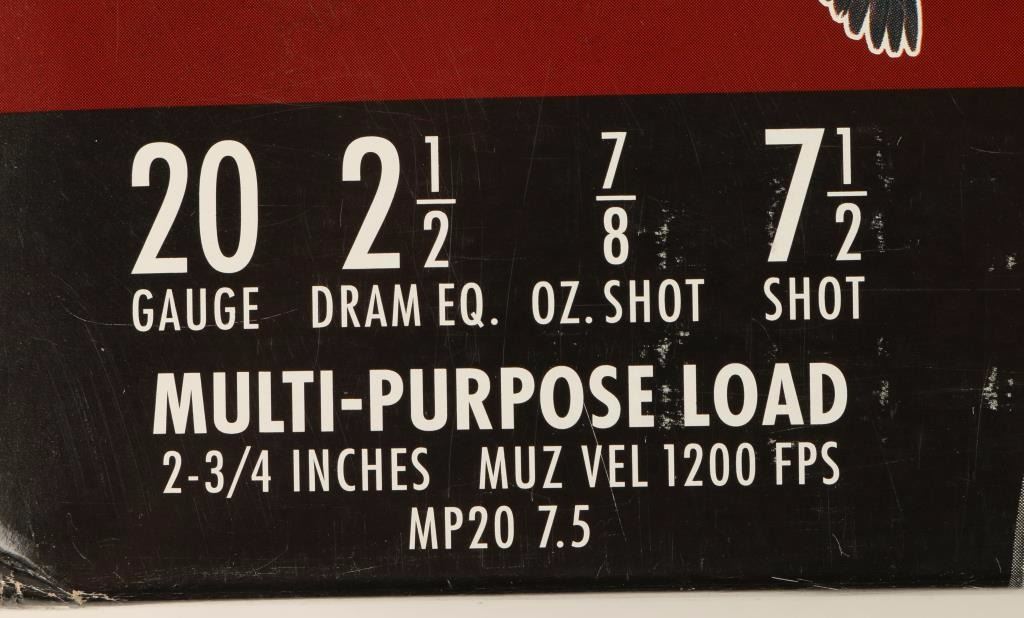 20 2 1/2 7/8 7 1/2
GAUGE DRAM EQ. OZ. SHOT SHOT
MULTI-PURPOSE LOAD
2-3/4 INCHES MUZ VEL 1200 FPS
MP20 7.5